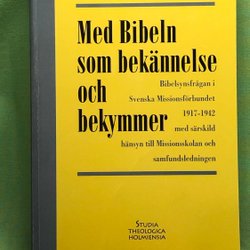 Med Bibeln
som bekännelse
och
bekymmer
Bibelsynsfrågan i
Svenska Missionsförbundet
1917-1942
med särskild
hänsyn till Missionsskolan och
samfundsledningen
STUDIA
THEOLOGICA
HOLMIENSIA